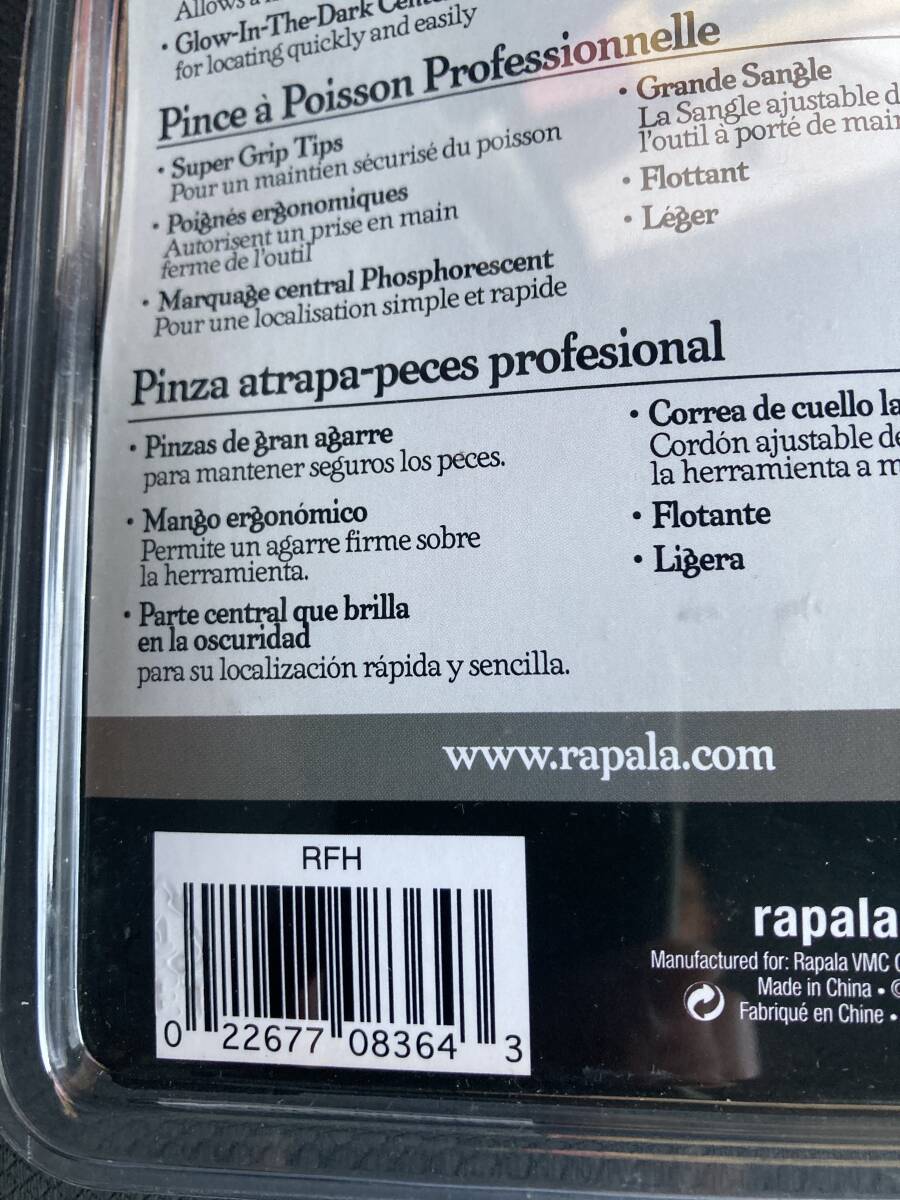 • Glow-In-The-Dark
for locating quickly and easily
Pince à Poisson Professionnelle
• Super Grip Tips
Pour un maintien sécurisé du poisson
• Poignés ergonomiques
Autorisent un prise en main
ferme de l'outil
• Marquage central Phosphorescent
Pour une localisation simple et rapide
• Grande Sangle
La Sangle ajustable
l'outil à porté de
• Flottant
• Léger
Pinza atrapa-peces profesional
• Pinzas de gran agarre
para mantener seguros los peces.
• Mango ergonómico
Permite un agarre firme sobre
la herramienta.
• Parte central que brilla
en la oscuridad
para su localización rápida y sencilla.
• Correa de cuello
Cordón ajustable
la herramienta a
• Flotante
• Ligera
www.rapala.com
RFH
0 22677 08364 3
rapala
Manufactured for: Rapala VMC
Made in China •
Fabriqué en Chine •